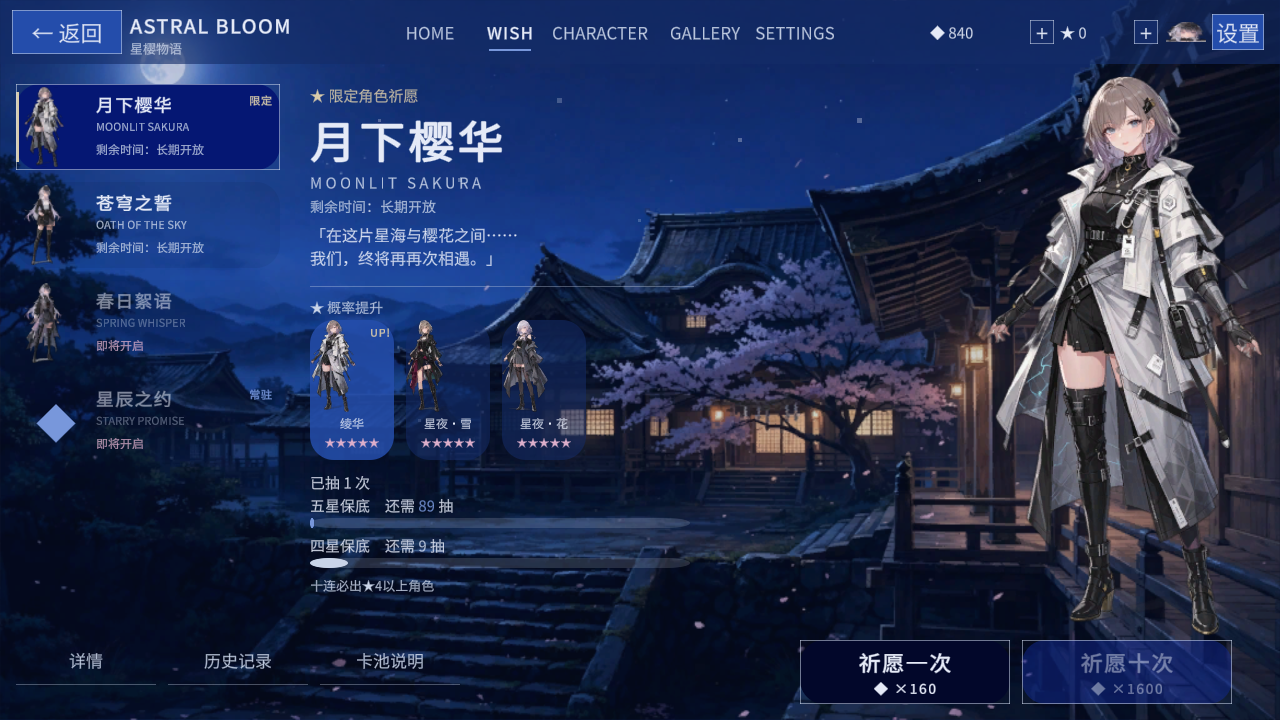 ← 返回
ASTRAL BLOOM
星樱物语
HOME
WISH
CHARACTER
GALLERY
SETTINGS
◆ 840
+
★ 0
+
设置
月下樱华
限定
MOONLIT SAKURA
剩余时间：长期开放
苍穹之誓
OATH OF THE SKY
剩余时间：长期开放
春日絮语
SPRING WHISPER
即将开启
星辰之约
常驻
STARRY PROMISE
即将开启
★ 限定角色祈愿
月下樱华
MOONLIT SAKURA
剩余时间：长期开放
「在这片星海与樱花之间⋯⋯
我们，终将再再次相遇。」
★ 概率提升
UP!
绫华
★★★★★
星夜·雪
★★★★★
星夜·花
★★★★★
已抽 1 次
五星保底 还需 89 抽
四星保底 还需 9 抽
十连必出★4以上角色
详情
历史记录
卡池说明
祈愿一次
◆ ×160
祈愿十次
◆ ×1600